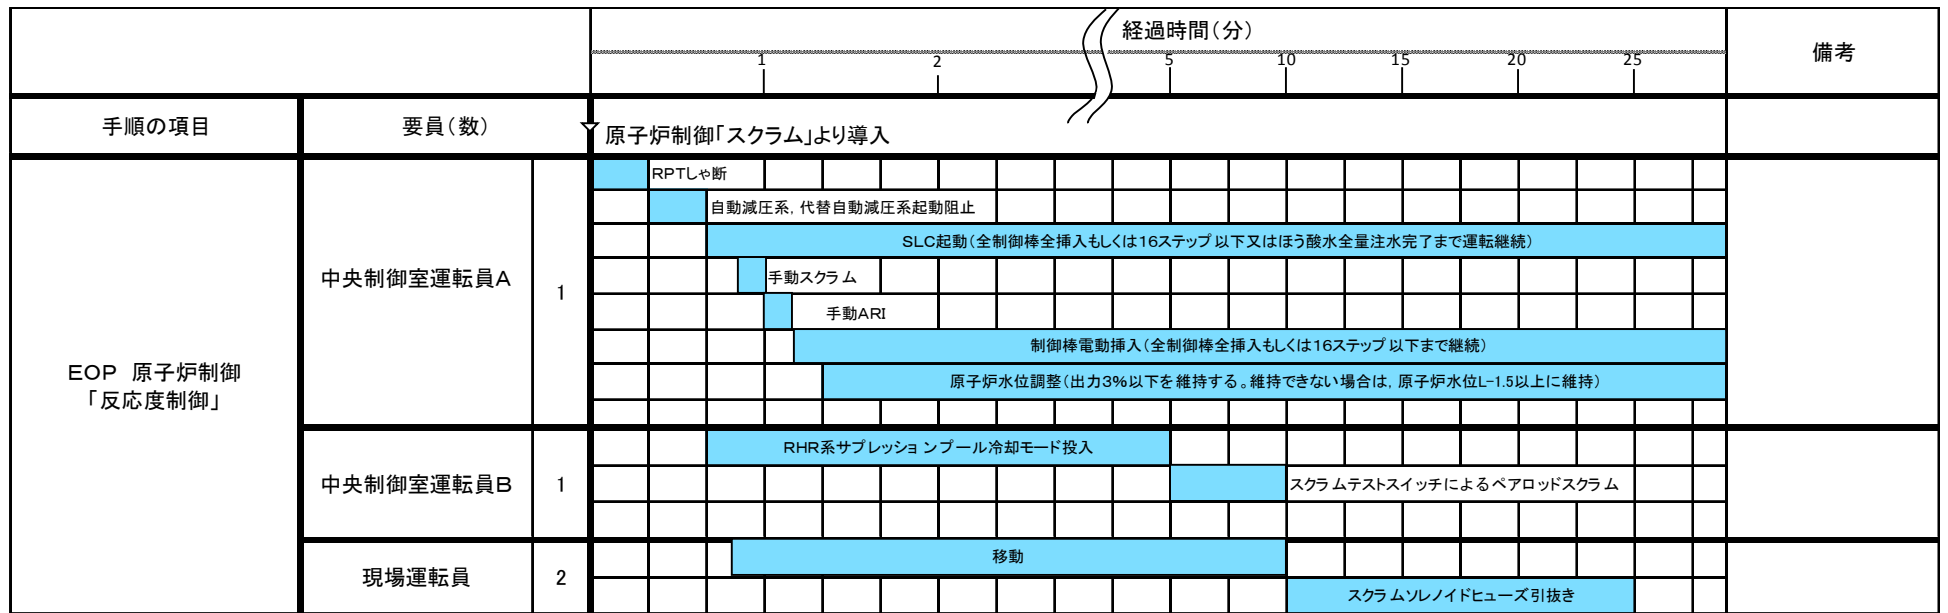 経過時間(分)
備考
1
2
5
10
15
20
25
手順の項目
要員(数)
原子炉制御「スクラム」より導入
EOP 原子炉制御
「反応度制御」
中央制御室運転員A
1
RPTしゃ断
自動減圧系,代替自動減圧系起動阻止
SLC起動(全制御棒全挿入もしくは16ステップ以下又はほう酸水全量注水完了まで運転継続)
手動スクラム
手動ARI
制御棒電動挿入(全制御棒全挿入もしくは16ステップ以下まで継続)
原子炉水位調整(出力3%以下を維持する。維持できない場合は,原子炉水位L-1.5以上に維持)
中央制御室運転員B
1
RHR系サプレッションプール冷却モード投入
スクラムテストスイッチによるペアロッドスクラム
現場運転員
2
移動
スクラムソレノイドヒューズ引抜き